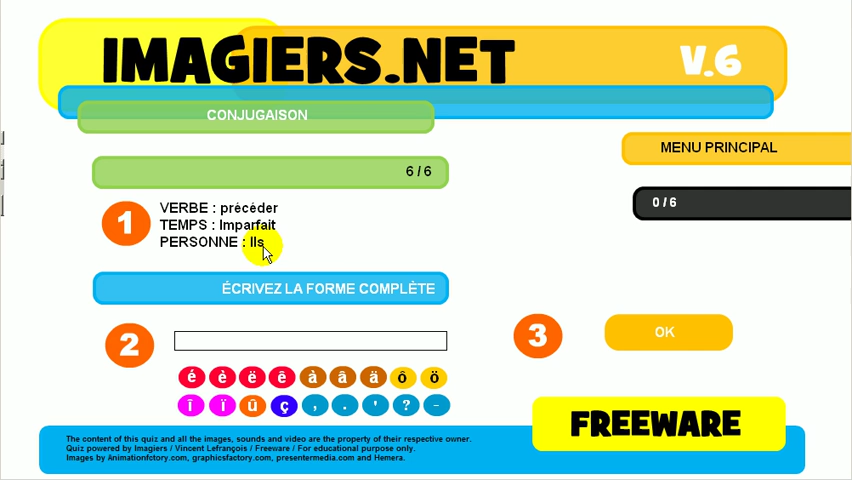 IMAGIERS.NET
V.6
CONJUGAISON
MENU PRINCIPAL
6 / 6
0 / 6
1
VERBE : précéder
TEMPS : Imparfait
PERSONNE : Ils
ÉCRIVEZ LA FORME COMPLÈTE
2
3
OK
é è ë ê à â ä ô ö
î ï û ç , . ' ? -
FREEWARE
The content of this quiz and all the images, sounds and video are the property of their respective owner.
Quiz powered by Imagiers / Vincent Lefrançois / Freeware / For educational purpose only.
Images by Animationfctory.com, graphicsfactory.com, presentermedia.com and Hemera.